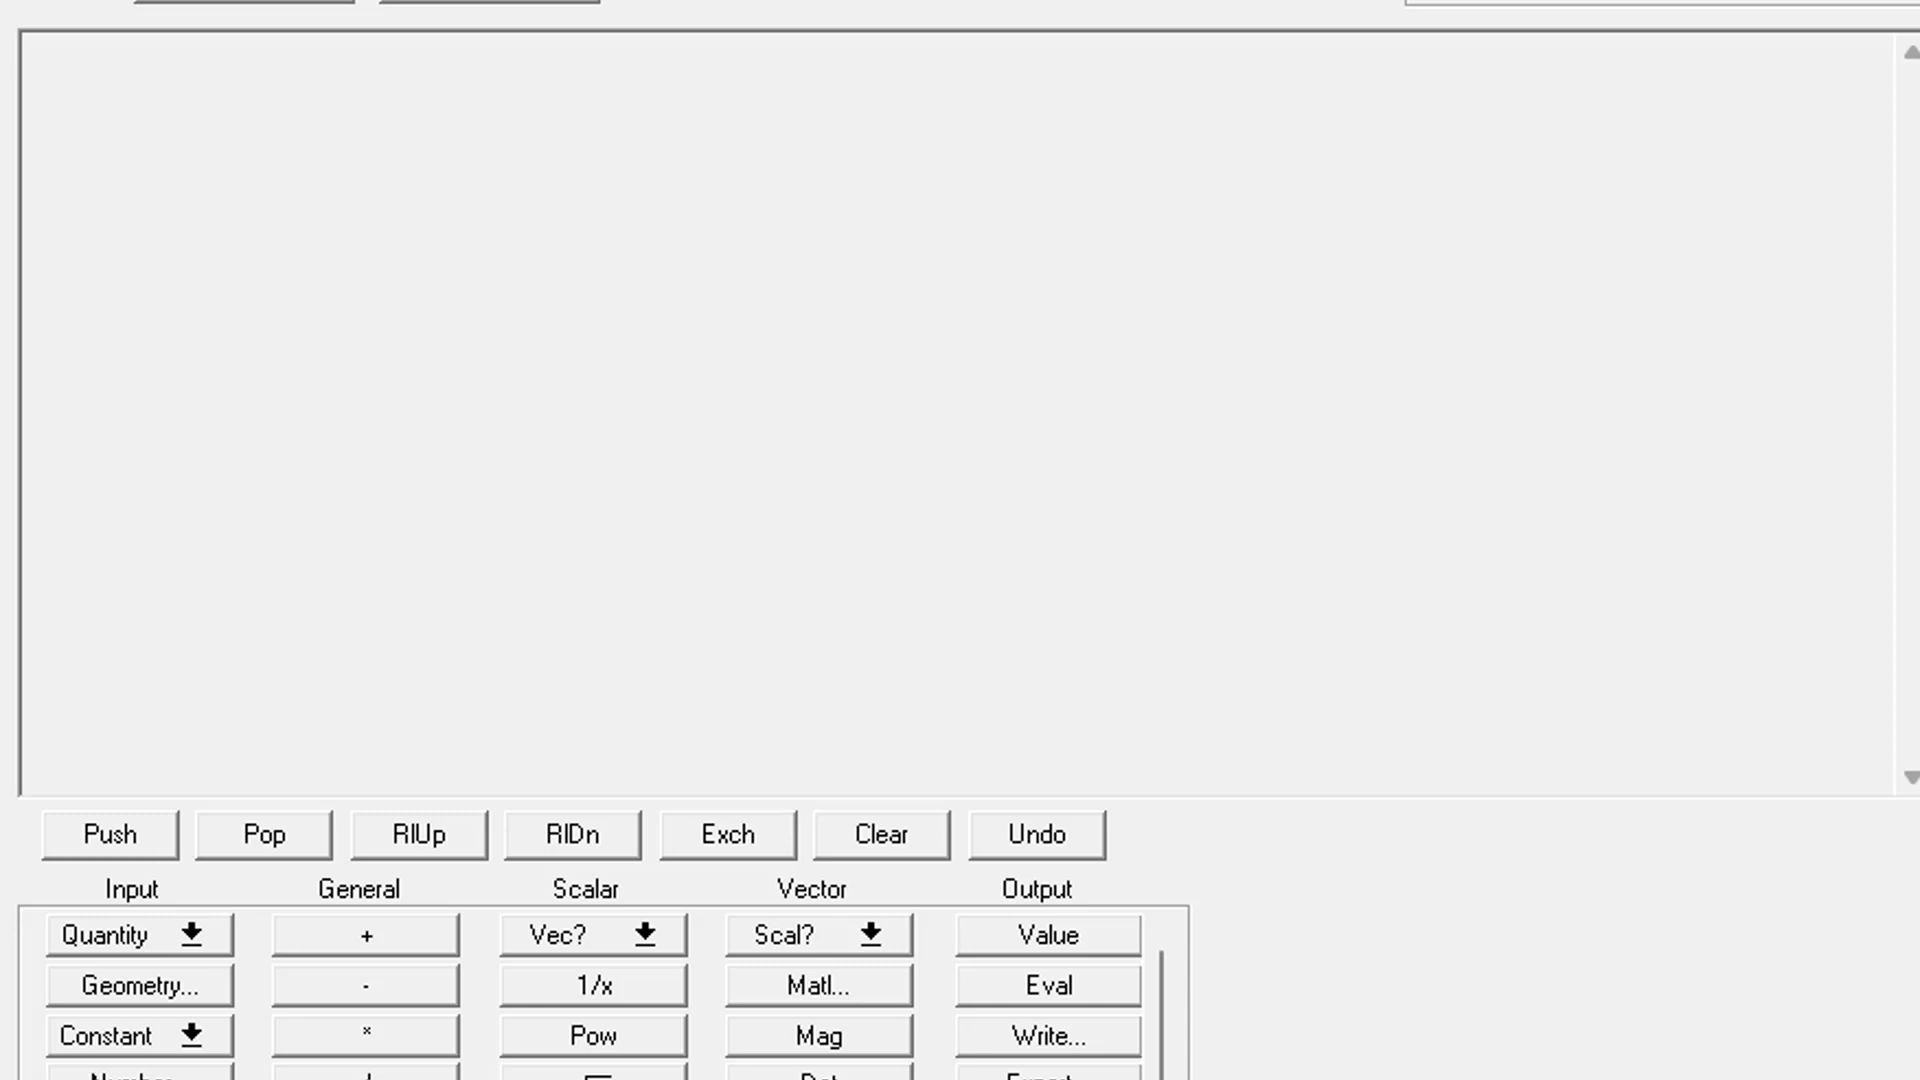 Push Pop RlUp RlDn Exch Clear Undo
Input General Scalar Vector Output
Quantity + Vec? Scal? Value
Geometry... - 1/x Matl... Eval
Constant * Pow Mag Write...